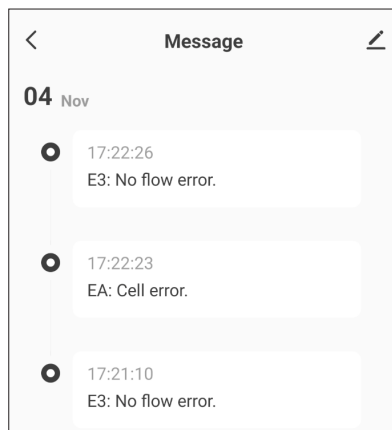 Message
04 Nov
17:22:26
E3: No flow error.
17:22:23
EA: Cell error.
17:21:10
E3: No flow error.